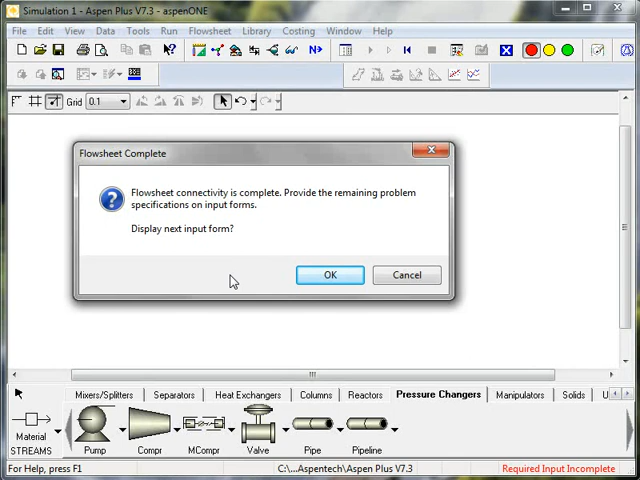 Simulation 1 - Aspen Plus V7.3 - aspenONE
File Edit View Data Tools Run Flowsheet Library Costing Window Help
N>
Grid 0.1
Flowsheet Complete
Flowsheet connectivity is complete. Provide the remaining problem
specifications on input forms.
Display next input form?
OK Cancel
Mixers/Splitters Separators Heat Exchangers Columns Reactors Pressure Changers Manipulators Solids U
Material
STREAMS
Pump Compr MCompr Valve Pipe Pipeline
For Help, press F1 C:\...Aspentech\Aspen Plus V7.3 Required Input Incomplete